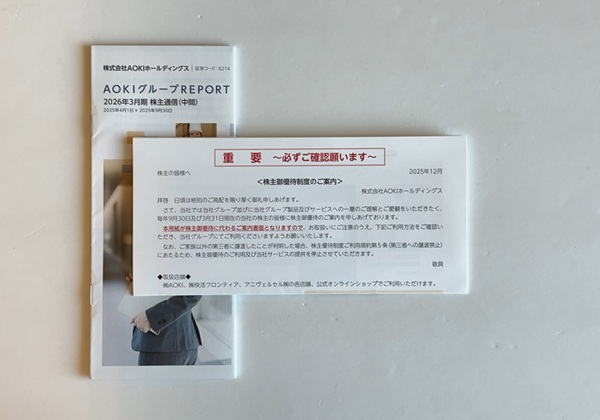 株式会社AOKIホールディングス | 証券コード:8214
AOKIグループREPORT
2026年3月期 株主通信(中間)
2025年4月1日▶2025年9月30日
重 要 ～必ずご確認願います～
株主の皆様へ
2025年12月
<株主御優待制度のご案内>
株式会社AOKIホールディングス
拝啓 日頃は格別のご高配を賜り厚く御礼申しあげます。
さて、当社では当社グループ並びに当社グループ製品及びサービスへの一層のご理解とご愛顧をいただきたく、
毎年9月30日及び3月31日現在の当社の株主の皆様に株主御優待のご案内を申しあげております。
本用紙が株主御優待に代わるご案内書面となりますので、お取扱いにご注意のうえ、下記ご利用方法をご確認い
ただき、当社グループにてご利用くださいますようお願いいたします。
なお、ご家族以外の第三者に譲渡したことが判明した場合、株主優待制度ご利用規約第5条(第三者への譲渡禁止)
にあたるため、株主御優待のご利用及び当社サービスの提供を停止させていただきます。
敬具
◆取扱店舗◆
㈱AOKI、㈱快活フロンティア、アニヴェルセル㈱の各店舗、公式オンラインショップでご利用いただけます。